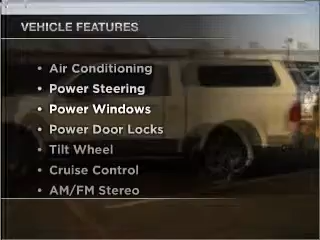 VEHICLE FEATURES
• Air Conditioning
• Power Steering
• Power Windows
• Power Door Locks
• Tilt Wheel
• Cruise Control
• AM/FM Stereo